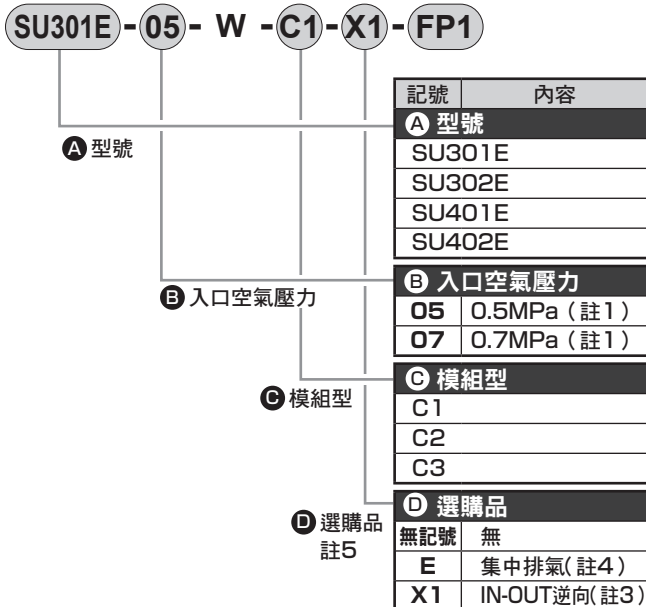 SU301E - 05 - W - C1 - X1 - FP1
A 型號
B 入口空氣壓力
C 模組型
D 選購品
註5
記號 內容
A 型號
SU301E
SU302E
SU401E
SU402E
B 入口空氣壓力
05 0.5MPa(註1)
07 0.7MPa(註1)
C 模組型
C1
C2
C3
D 選購品
無記號 無
E 集中排氣(註4)
X1 IN-OUT逆向(註3)